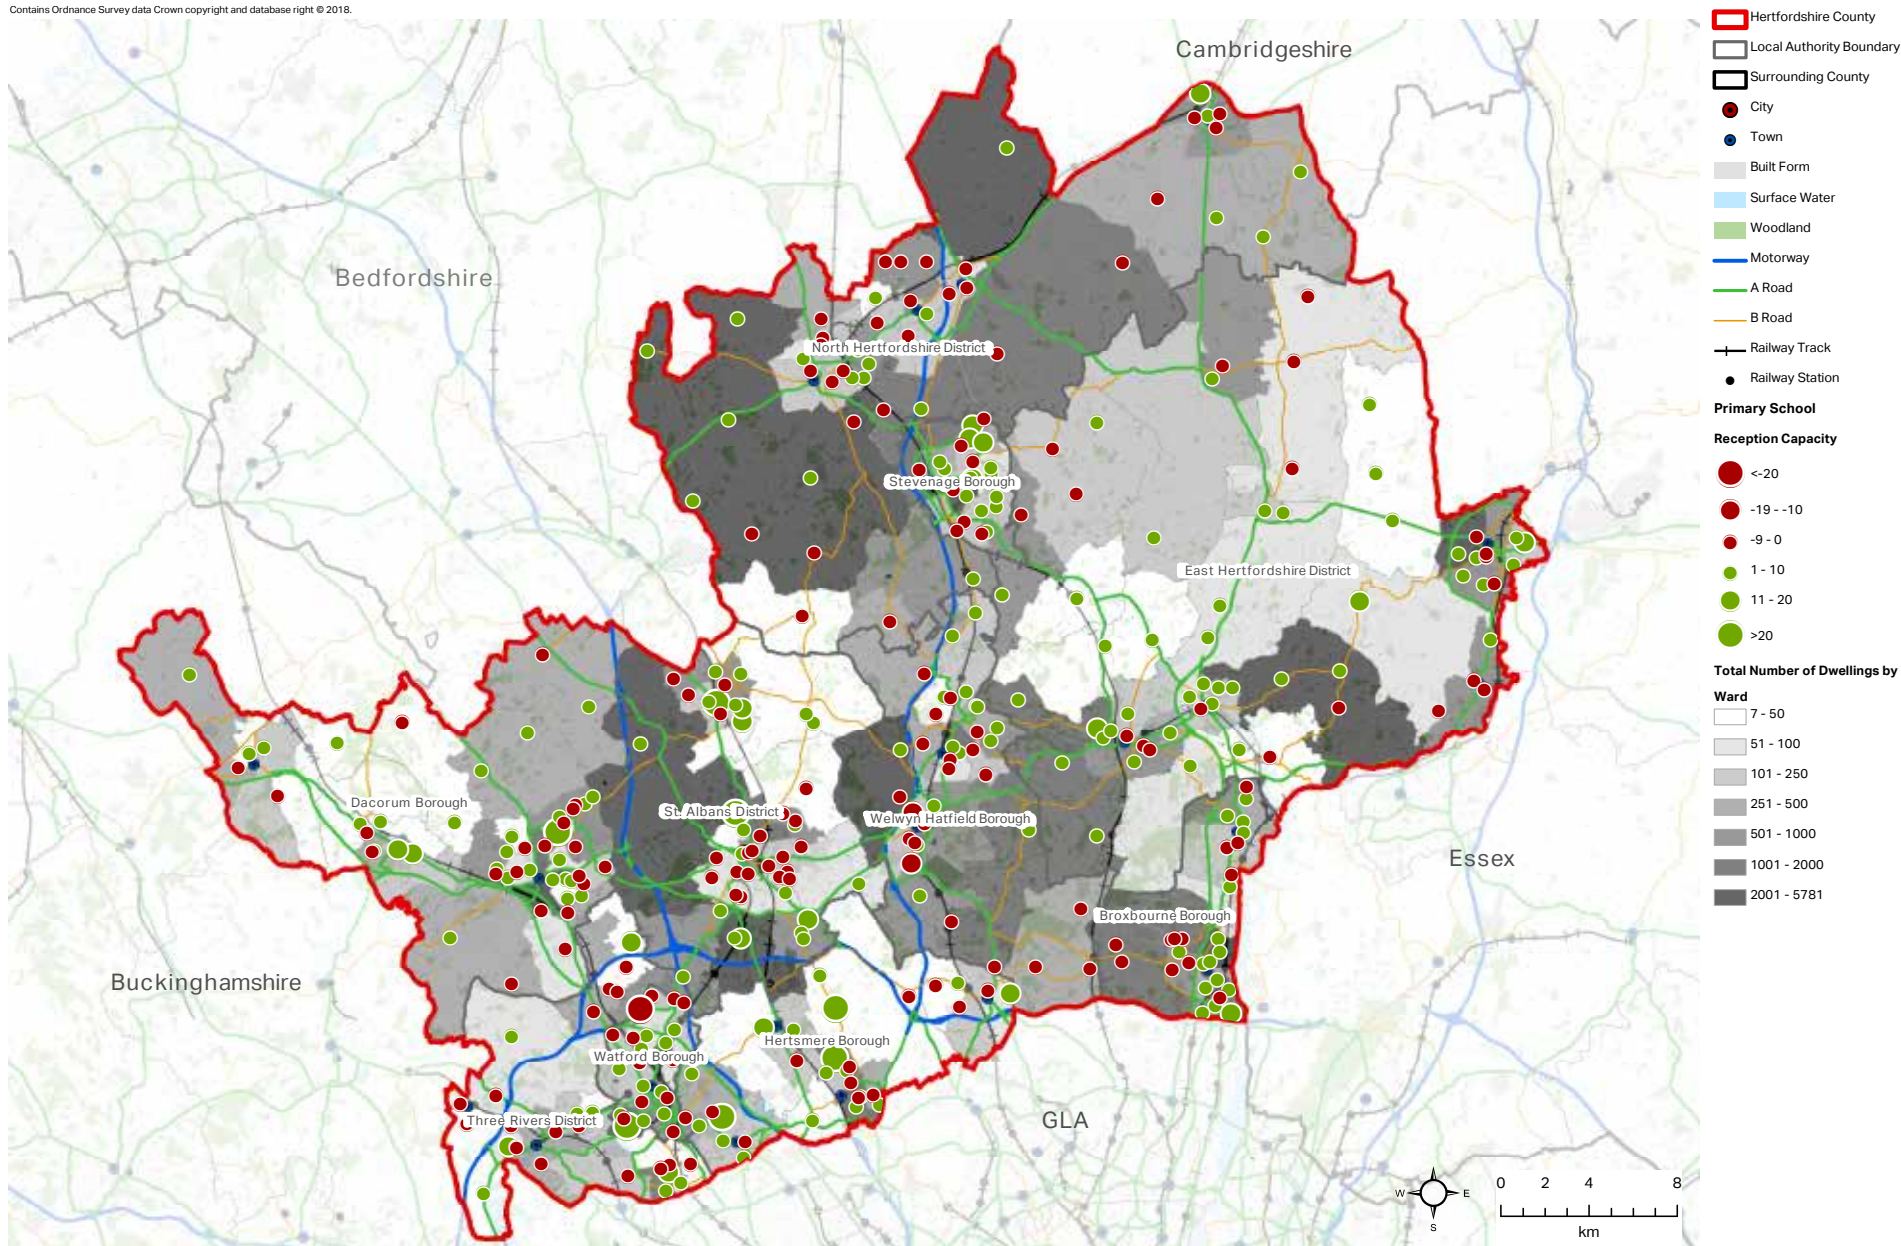 Contains Ordnance Survey data Crown copyright and database right © 2018.
Cambridgeshire
Bedfordshire
North Hertfordshire District
Stevenage Borough
East Hertfordshire District
Dacorum Borough
St. Albans District
Welwyn Hatfield Borough
Essex
Broxbourne Borough
Buckinghamshire
Hertsmere Borough
Watford Borough
Three Rivers District
GLA
Hertfordshire County
Local Authority Boundary
Surrounding County
City
Town
Built Form
Surface Water
Woodland
Motorway
A Road
B Road
Railway Track
Railway Station
Primary School
Reception Capacity
<-20
-19 - -10
-9 - 0
1 - 10
11 - 20
>20
Total Number of Dwellings by
Ward
7 - 50
51 - 100
101 - 250
251 - 500
501 - 1000
1001 - 2000
2001 - 5781
W E
S
0 2 4 8
km